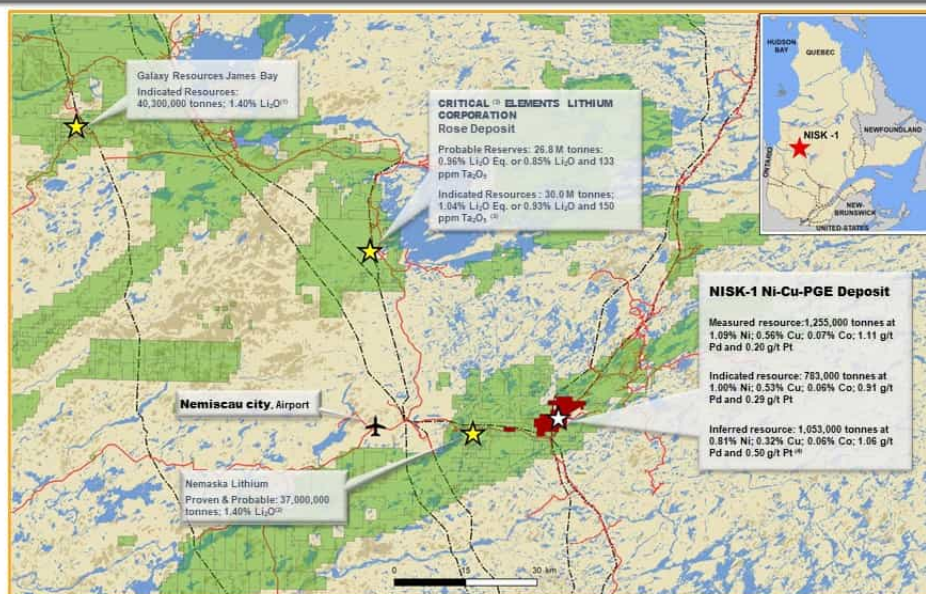 Galaxy Resources James Bay
Indicated Resources:
40,300,000 tonnes; 1.40% Li₂O⁽¹⁾
CRITICAL ⁽³⁾ ELEMENTS LITHIUM
CORPORATION
Rose Deposit
Probable Reserves: 26.8 M tonnes:
0.96% Li₂O Eq. or 0.85% Li₂O and 133
ppm Ta₂O₅
Indicated Resources : 30.0 M tonnes;
1.04% Li₂O Eq. or 0.93% Li₂O and 150
ppm Ta₂O₅ ⁽³⁾
HUDSON
BAY
QUEBEC
NISK -1
NEWFOUNDLAND
ONTARIO
NEW-
BRUNSWICK
UNITED-STATES
NISK-1 Ni-Cu-PGE Deposit
Measured resource:1,255,000 tonnes at
1.09% Ni; 0.56% Cu; 0.07% Co; 1.11 g/t
Pd and 0.20 g/t Pt
Indicated resource: 783,000 tonnes at
1.00% Ni; 0.53% Cu; 0.06% Co; 0.91 g/t
Pd and 0.29 g/t Pt
Inferred resource: 1,053,000 tonnes at
0.81% Ni; 0.32% Cu; 0.06% Co; 1.06 g/t
Pd and 0.50 g/t Pt ⁽⁴⁾
Nemiscau city, Airport
Nemaska Lithium
Proven & Probable: 37,000,000
tonnes; 1.40% Li₂O⁽²⁾
0 15 30 km